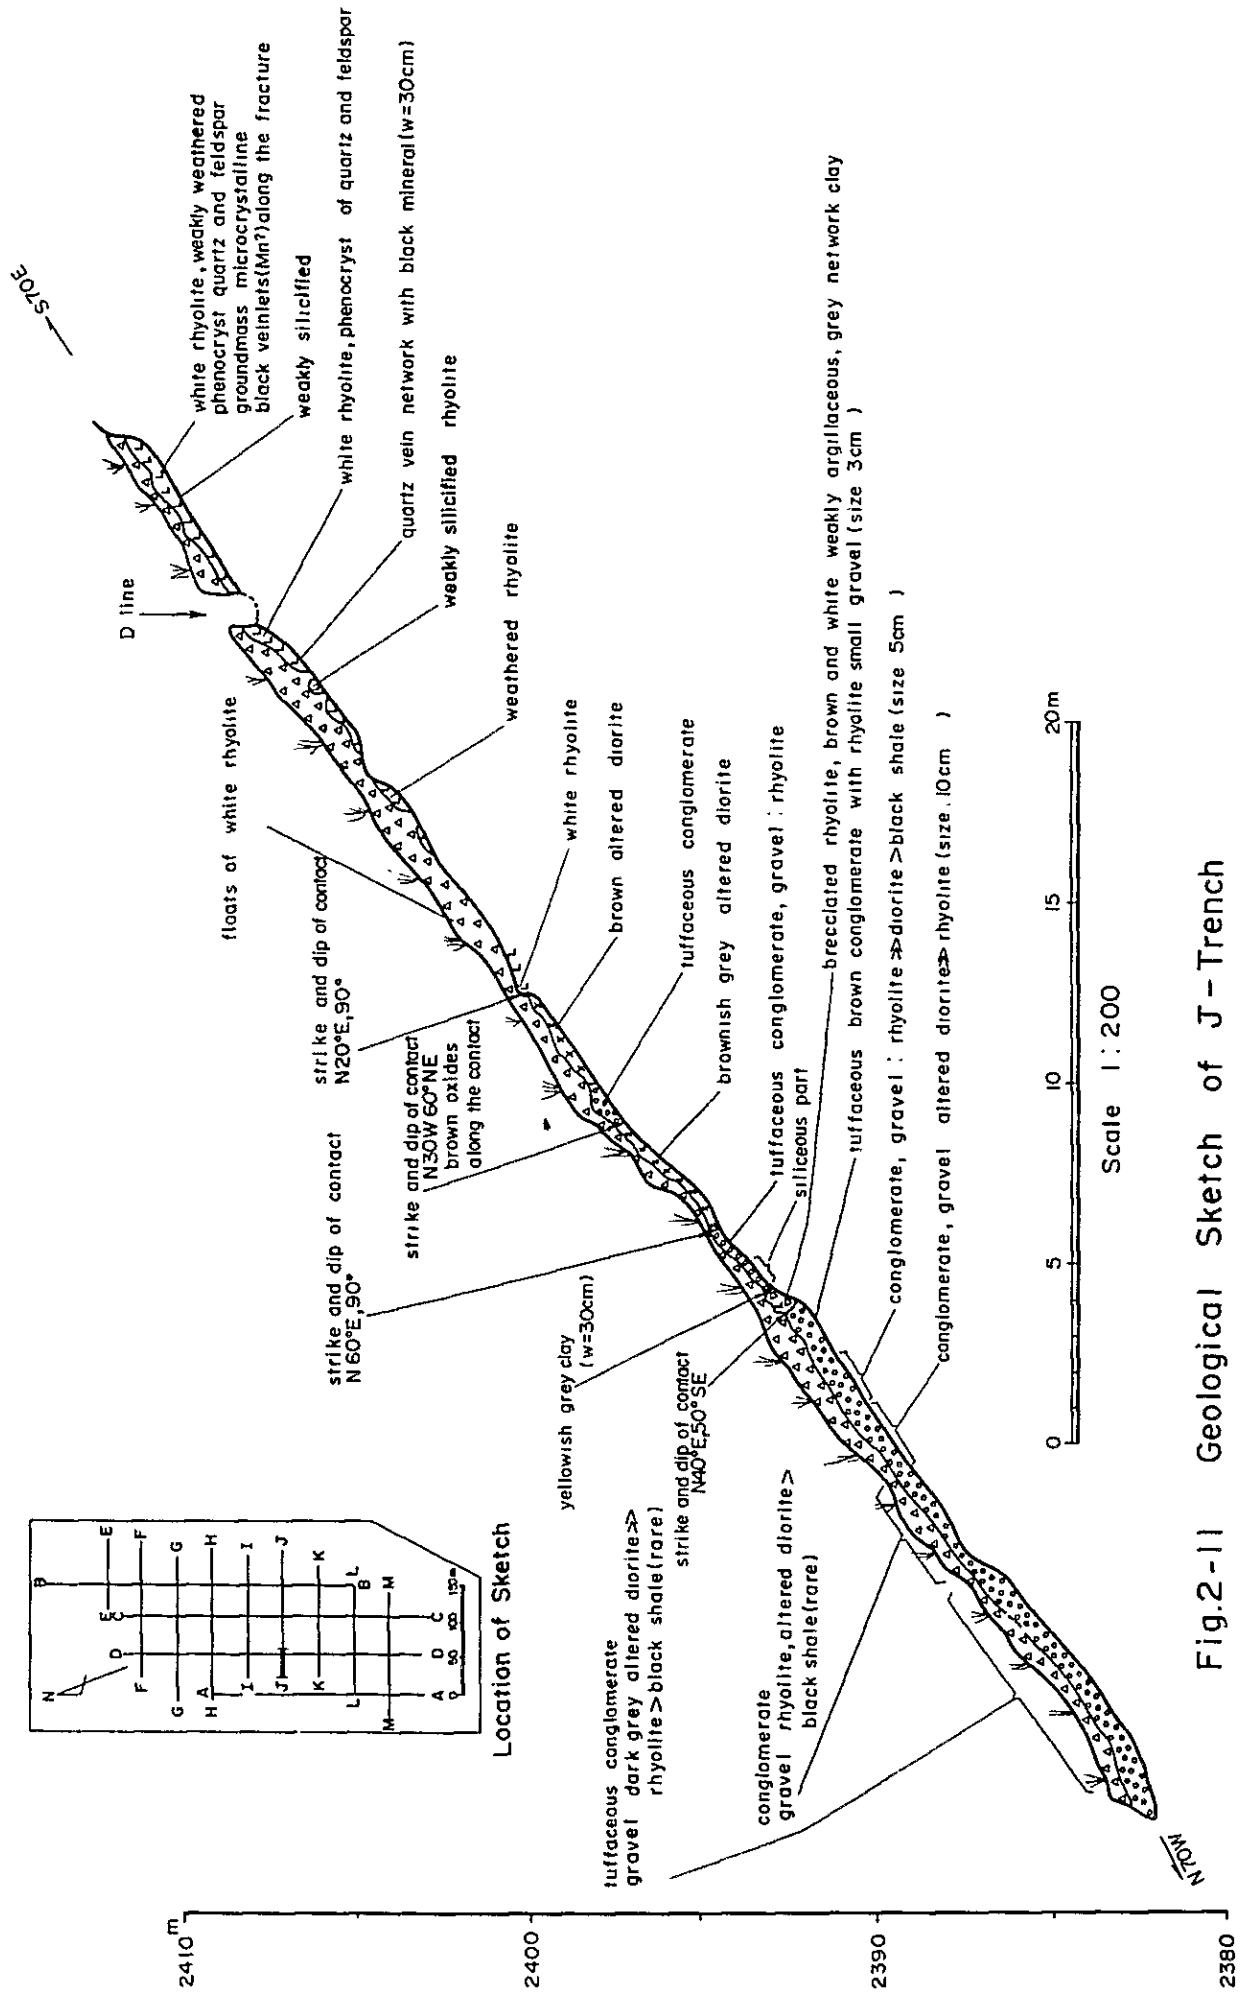 S70E
white rhyolite, weakly weathered
phenocryst quartz and feldspar
groundmass microcrystalline
black veinlets(Mn?)along the fracture
weakly silicified
white rhyolite, phenocryst of quartz and feldspar
quartz vein network with black mineral(w=30cm)
weakly silicified rhyolite
D line
weathered rhyolite
floats of white rhyolite
white rhyolite
strike and dip of contact
N20°E,90°
brown altered diorite
strike and dip of contact
N30W 60°NE
brown oxides
along the contact
tuffaceous conglomerate
brownish grey altered diorite
strike and dip of contact
N60°E,90°
tuffaceous conglomerate, gravel : rhyolite
siliceous part
brecciated rhyolite, brown and white weakly argillaceous, grey network clay
yellowish grey clay
(w=30cm)
tuffaceous brown conglomerate with rhyolite small gravel (size 3cm )
strike and dip of contact
N40°E,50°SE
conglomerate, gravel : rhyolite≫diorite>black shale (size 5cm )
conglomerate, gravel altered diorite≫rhyolite (size.10cm )
tuffaceous conglomerate
gravel dark grey altered diorite≫
rhyolite>black shale(rare)
conglomerate
gravel rhyolite, altered diorite>
black shale(rare)
N70W
2410m
2400
2390
2380
0 5 10 15 20m
Scale 1:200
N
B
E E
C
D
F F
G G
A
H H
I I
J J
K K
L L
B
M M
A D C
0 50 100 150m
Location of Sketch
Fig.2-11 Geological Sketch of J-Trench